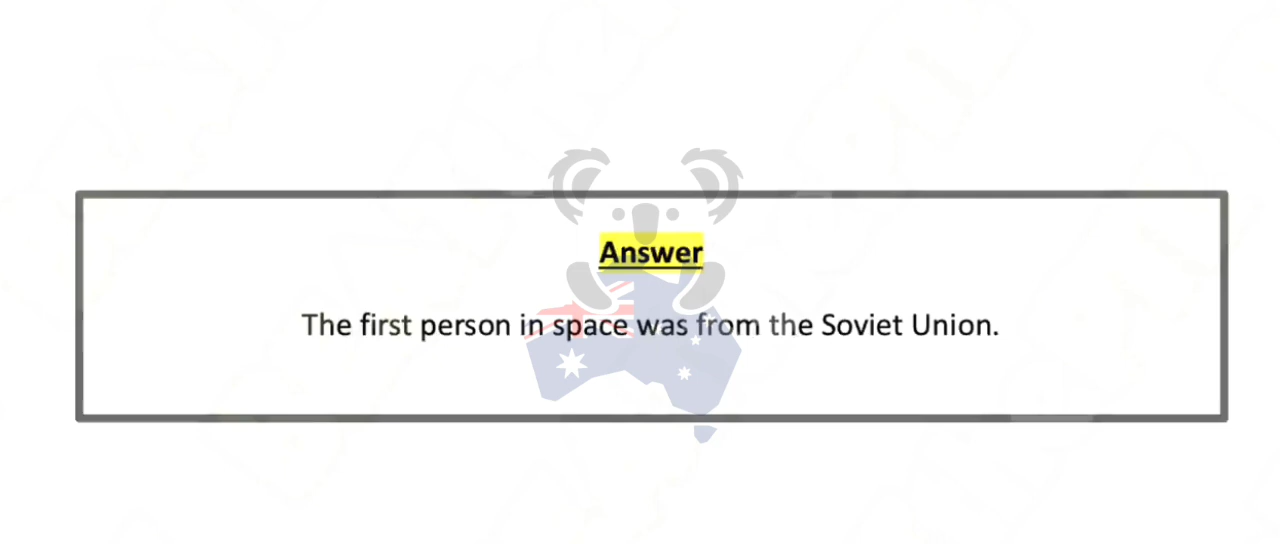 Answer
The first person in space was from the Soviet Union.